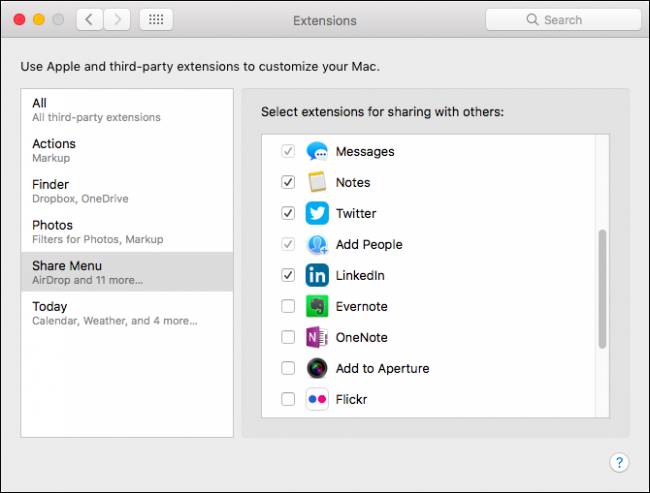 Extensions
Search
Use Apple and third-party extensions to customize your Mac.
All
All third-party extensions
Actions
Markup
Finder
Dropbox, OneDrive
Photos
Filters for Photos, Markup
Share Menu
AirDrop and 11 more...
Today
Calendar, Weather, and 4 more...
Select extensions for sharing with others:
Messages
Notes
Twitter
Add People
in LinkedIn
Evernote
N OneNote
Add to Aperture
Flickr
?